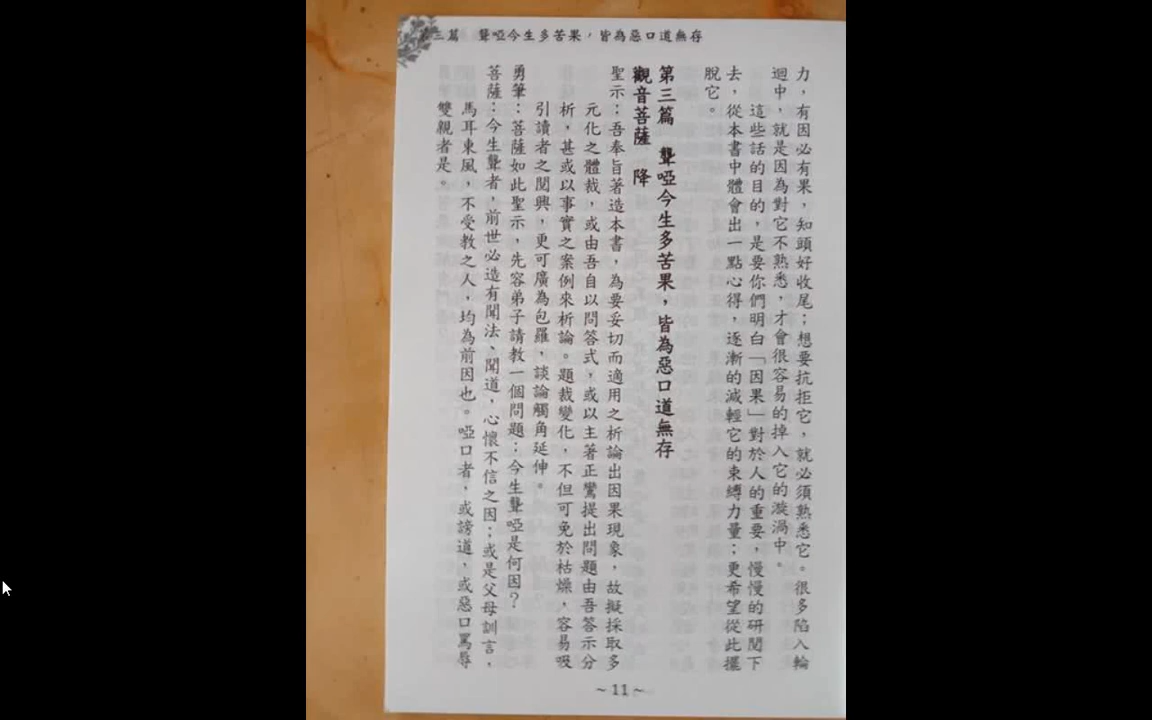 第三篇　聾啞今生多苦果，皆為惡口道無存
力，有因必有果，知頭好收尾；想要抗拒它，就必須熟悉它。很多陷入輪
迴中，就是因為對它不熟悉，才會很容易的掉入它的漩渦中。
這些話的目的，是要你們明白「因果」對於人的重要，慢慢的研閱下
去，從本書中體會出一點心得，逐漸的減輕它的束縛力量；更希望從此擺
脫它。
第三篇　聾啞今生多苦果，皆為惡口道無存
觀音菩薩　降
聖示：吾奉旨著造本書，為要妥切而適用之析論出因果現象，故擬採取多
元化之體裁，或由吾自以問答式，或以主著正鸞提出問題由吾答示分
析，甚或以事實之案例來析論。題裁變化，不但可免於枯燥，容易吸
引讀者之閱興，更可廣為包羅，談論觸角延伸。
勇筆：菩薩如此聖示，先容弟子請教一個問題：今生聾啞是何因？
菩薩：今生聾者，前世必造有聞法、聞道，心懷不信之因；或是父母訓言，
馬耳東風，不受教之人，均為前因也。啞口者，或謗道，或惡口罵辱
雙親者是。
~11~